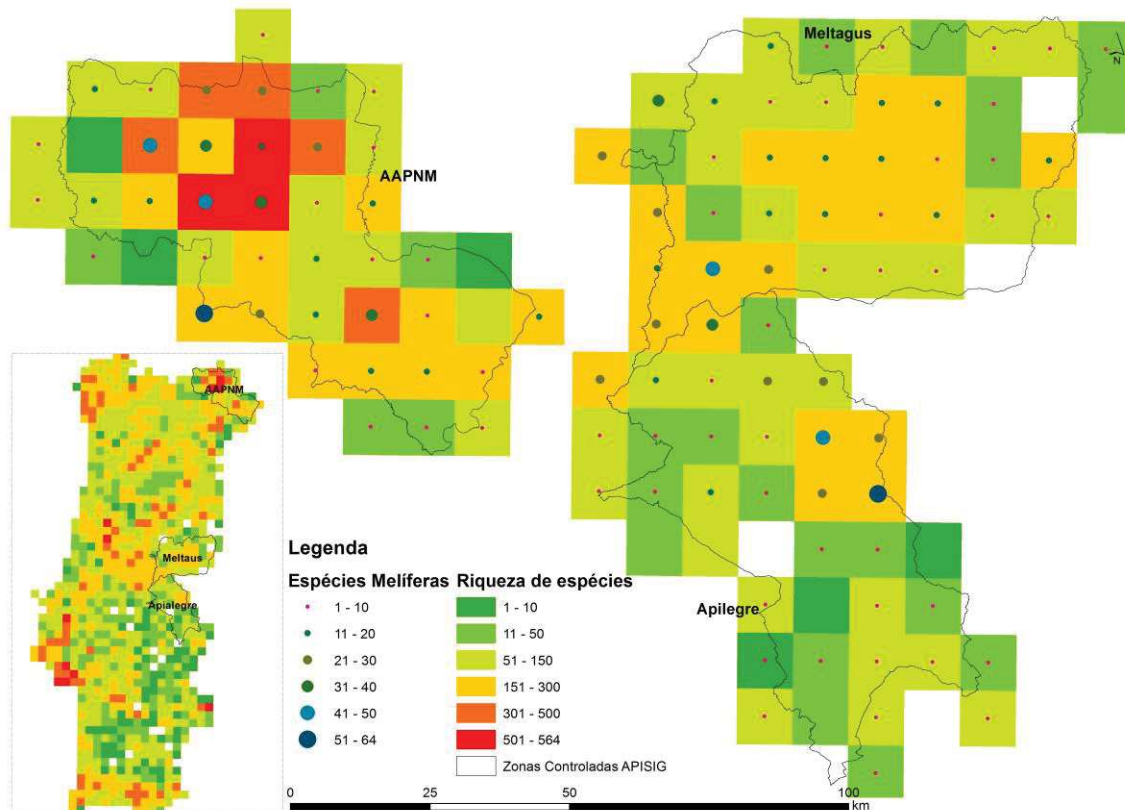 Meltagus
N
AAPNM
AAPNM
Meltaus
Apialegre
Apilegre
Legenda
Espécies Melíferas
1 - 10
11 - 20
21 - 30
31 - 40
41 - 50
51 - 64
Riqueza de espécies
1 - 10
11 - 50
51 - 150
151 - 300
301 - 500
501 - 564
Zonas Controladas APISIG
0 25 50 100
km